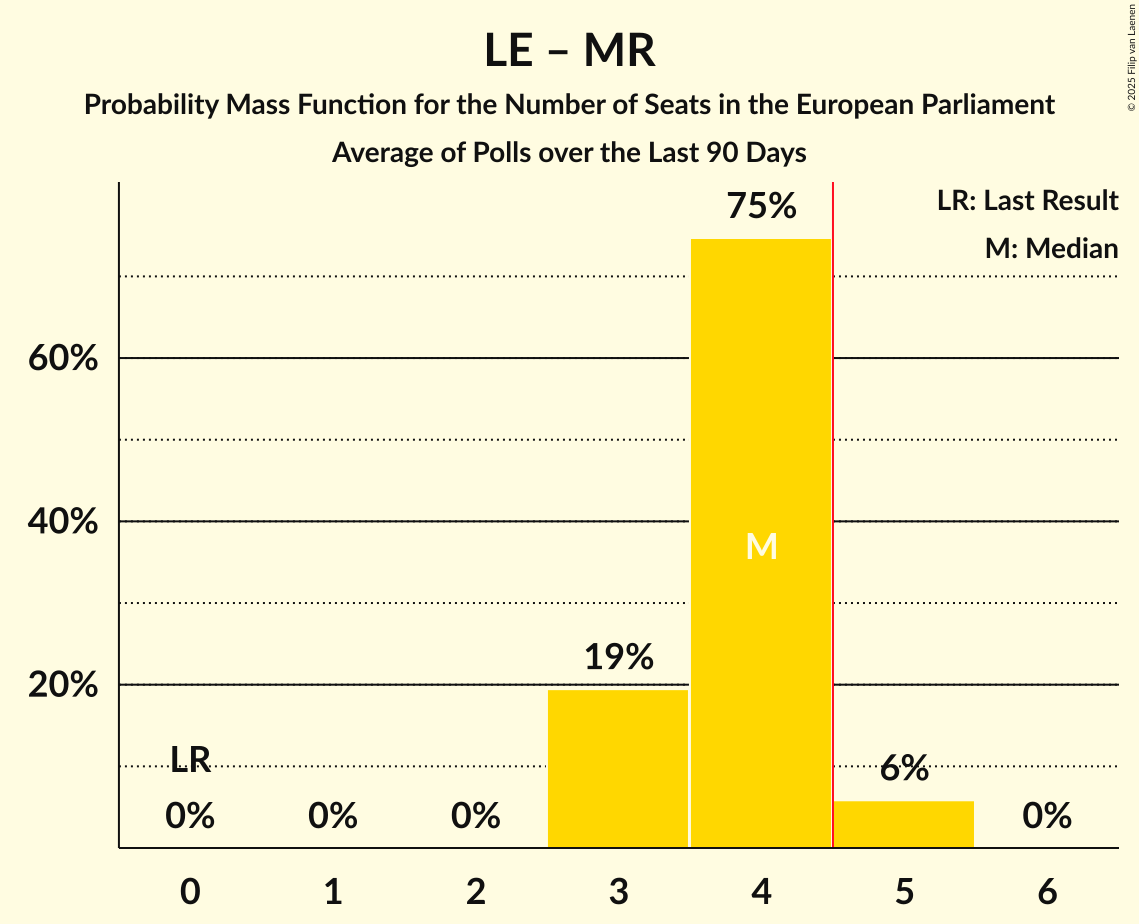 LE – MR
Probability Mass Function for the Number of Seats in the European Parliament
Average of Polls over the Last 90 Days
© 2025 Filip van Laenen
LR: Last Result
M: Median
75%
60%
40%
M
19%
20%
LR
6%
0% 0% 0% 0%
0 1 2 3 4 5 6